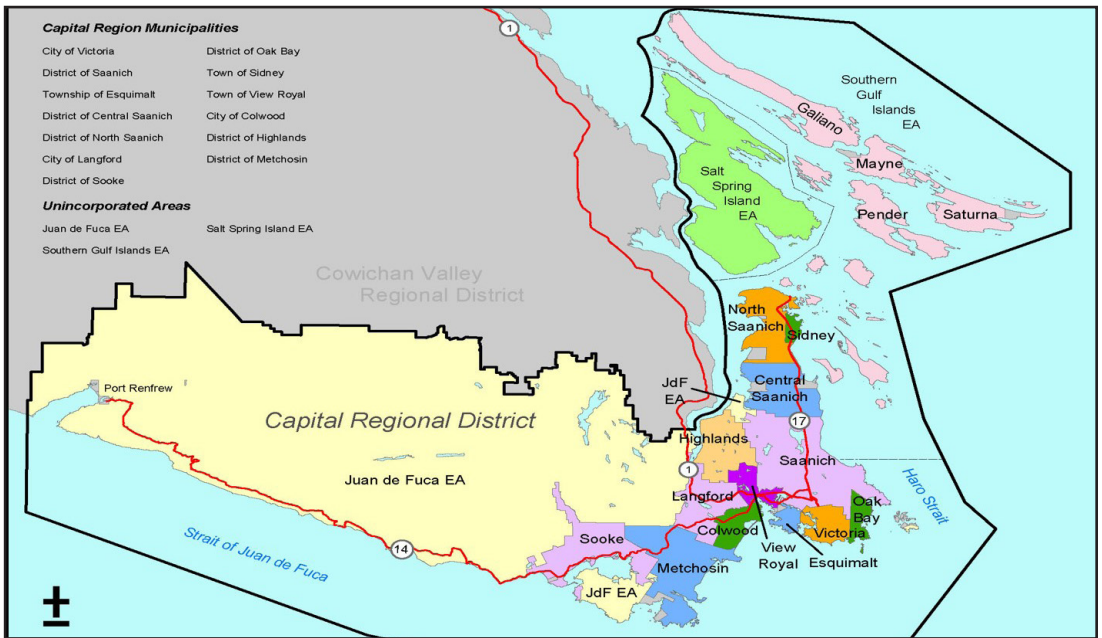 Capital Region Municipalities
City of Victoria
District of Oak Bay
District of Saanich
Town of Sidney
Township of Esquimalt
Town of View Royal
District of Central Saanich
City of Colwood
District of North Saanich
District of Highlands
City of Langford
District of Metchosin
District of Sooke
Unincorporated Areas
Juan de Fuca EA
Salt Spring Island EA
Southern Gulf Islands EA
1
Southern
Gulf
Islands
EA
Galiano
Mayne
Salt
Spring
Island
EA
Pender
Saturna
Cowichan Valley
Regional District
North
Saanich
Sidney
Port Renfrew
JdF
EA
Central
Saanich
Capital Regional District
17
Highlands
Saanich
1
Juan de Fuca EA
Langford
Haro Strait
Oak
Bay
Colwood
Victoria
Sooke
14
View
Royal
Esquimalt
Strait of Juan de Fuca
Metchosin
JdF EA
±